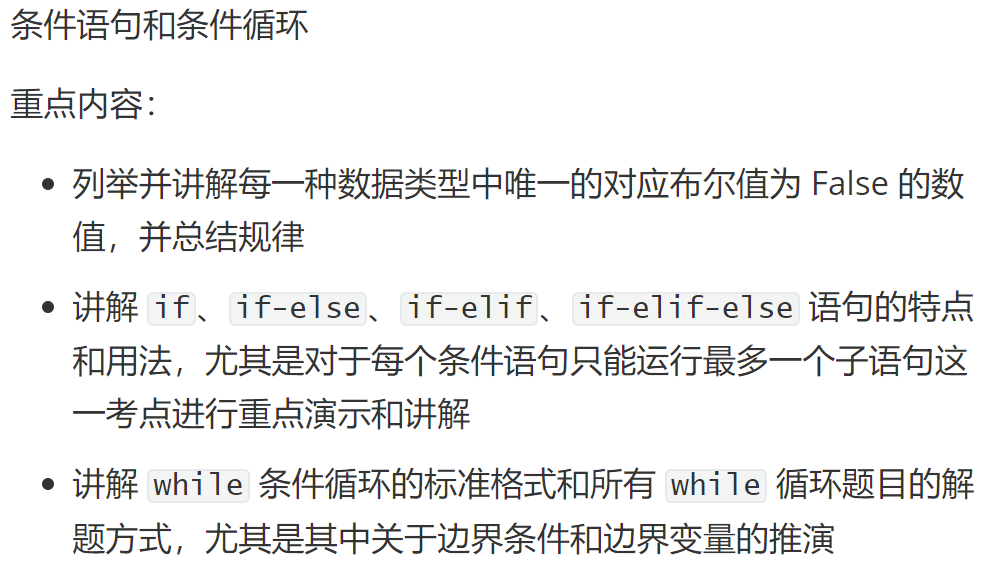 条件语句和条件循环
重点内容：
列举并讲解每一种数据类型中唯一的对应布尔值为 False 的数
值，并总结规律
讲解 if、if-else、if-elif、if-elif-else 语句的特点
和用法，尤其是对于每个条件语句只能运行最多一个子语句这
一考点进行重点演示和讲解
讲解 while 条件循环的标准格式和所有 while 循环题目的解
题方式，尤其是其中关于边界条件和边界变量的推演